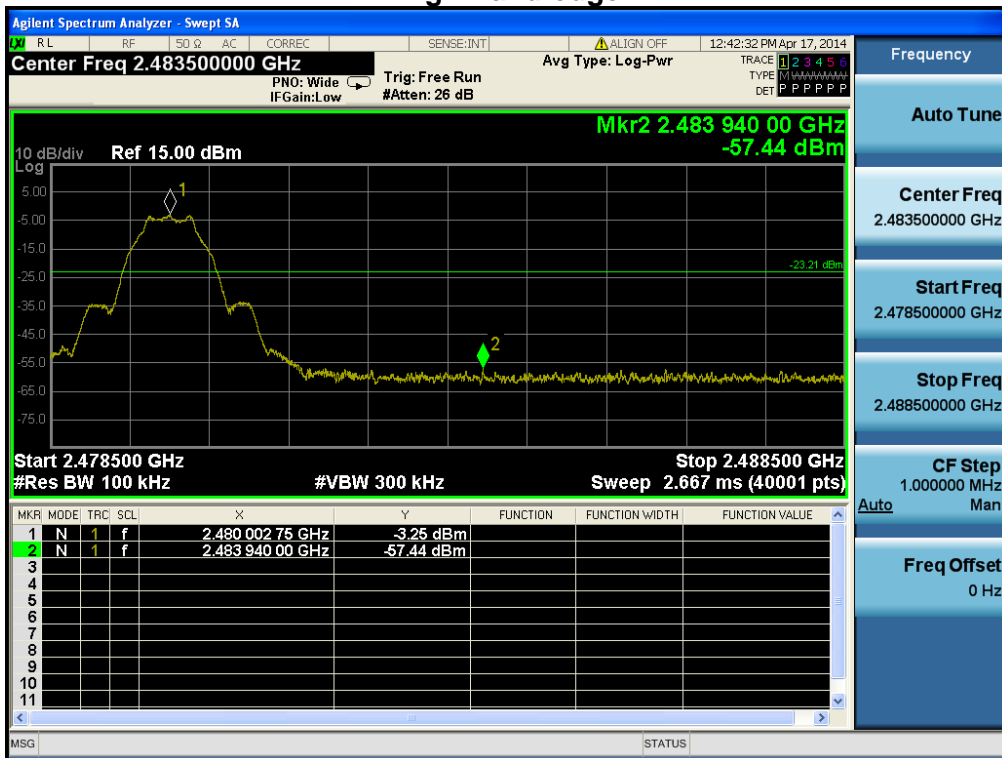 Agilent Spectrum Analyzer - Swept SA
LXI RL RF 50 Ω AC CORREC SENSE:INT ALIGN OFF 12:42:32 PM Apr 17, 2014
Center Freq 2.483500000 GHz
PNO: Wide
IFGain:Low
Trig: Free Run
#Atten: 26 dB
Avg Type: Log-Pwr
TRACE 1 2 3 4 5 6
TYPE M
DET P P P P P P
Mkr2 2.483 940 00 GHz
-57.44 dBm
10 dB/div Ref 15.00 dBm
Log
5.00
-5.00
-15.0
-25.0
-35.0
-45.0
-55.0
-65.0
-75.0
1
-23.21 dBm
2
Start 2.478500 GHz Stop 2.488500 GHz
#Res BW 100 kHz #VBW 300 kHz Sweep 2.667 ms (40001 pts)
MKR MODE TRC SCL X Y FUNCTION FUNCTION WIDTH FUNCTION VALUE
1 N 1 f 2.480 002 75 GHz -3.25 dBm
2 N 1 f 2.483 940 00 GHz -57.44 dBm
3
4
5
6
7
8
9
10
11
MSG STATUS
Frequency
Auto Tune
Center Freq
2.483500000 GHz
Start Freq
2.478500000 GHz
Stop Freq
2.488500000 GHz
CF Step
1.000000 MHz
Auto Man
Freq Offset
0 Hz